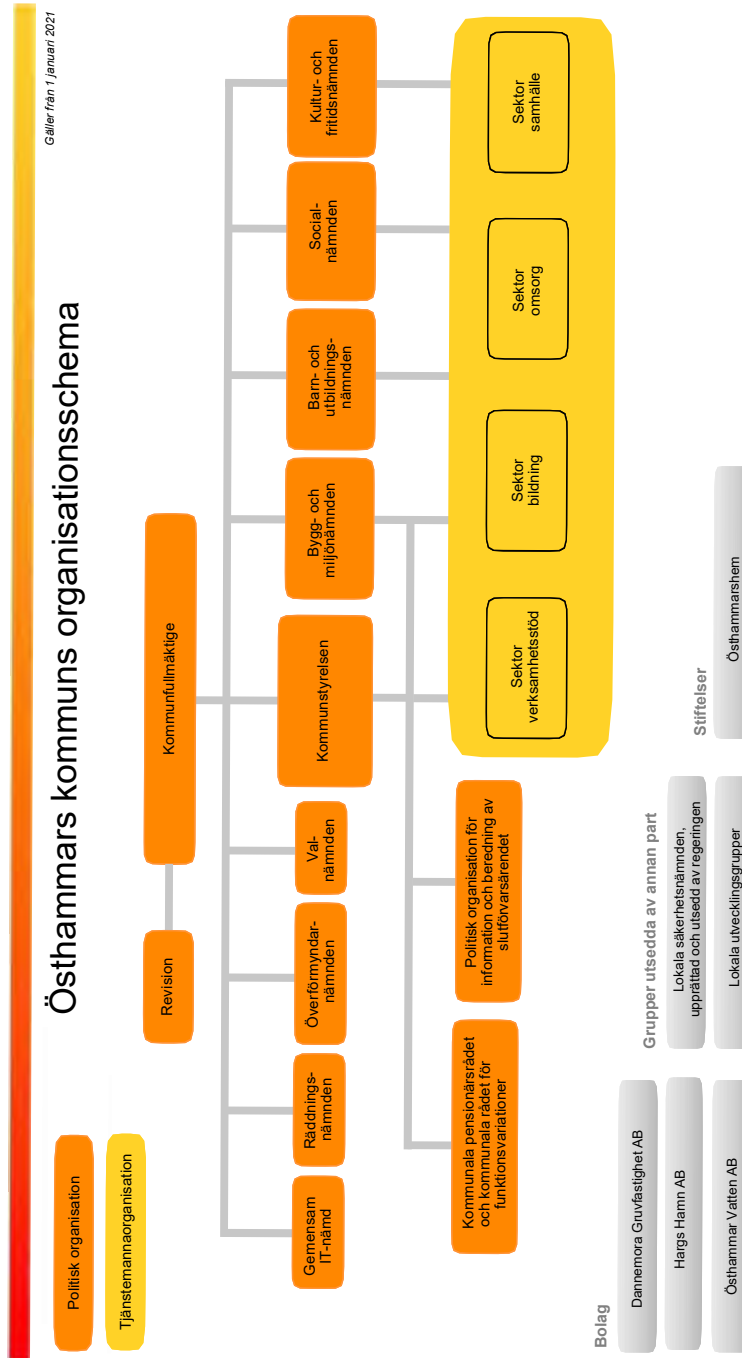 Gäller från 1 januari 2021
Östhammars kommuns organisationsschema
Politisk organisation
Tjänstemannaorganisation
Revision
Kommunfullmäktige
Gemensam
IT-nämd
Räddnings-
nämnden
Överförmyndar-
nämnden
Val-
nämnden
Kommunstyrelsen
Bygg- och
miljönämnden
Barn- och
utbildnings-
nämnden
Social-
nämnden
Kultur- och
fritidsnämnden
Kommunala pensionärsrådet
och kommunala rådet för
funktionsvariationer
Politisk organisation för
information och beredning av
slutförvarsärendet
Sektor
verksamhetsstöd
Sektor
bildning
Sektor
omsorg
Sektor
samhälle
Bolag
Dannemora Gruvfastighet AB
Hargs Hamn AB
Östhammar Vatten AB
Grupper utsedda av annan part
Lokala säkerhetsnämnden,
upprättad och utsedd av regeringen
Lokala utvecklingsgrupper
Stiftelser
Östhammarshem